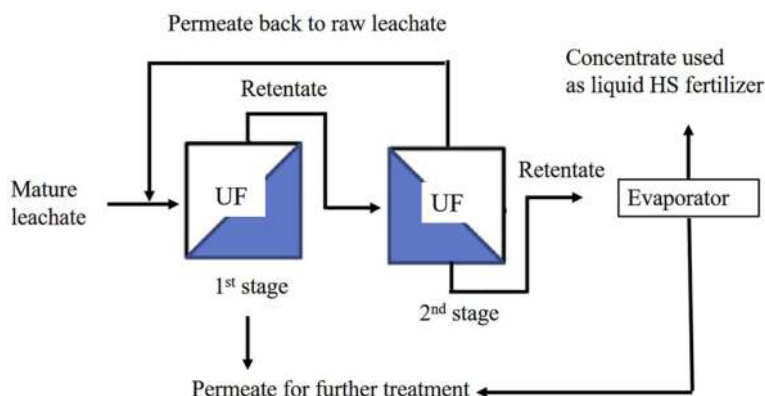 Permeate back to raw leachate
Concentrate used
as liquid HS fertilizer
Retentate
Retentate
Mature
leachate
UF
UF
Evaporator
1st stage
2nd stage
Permeate for further treatment